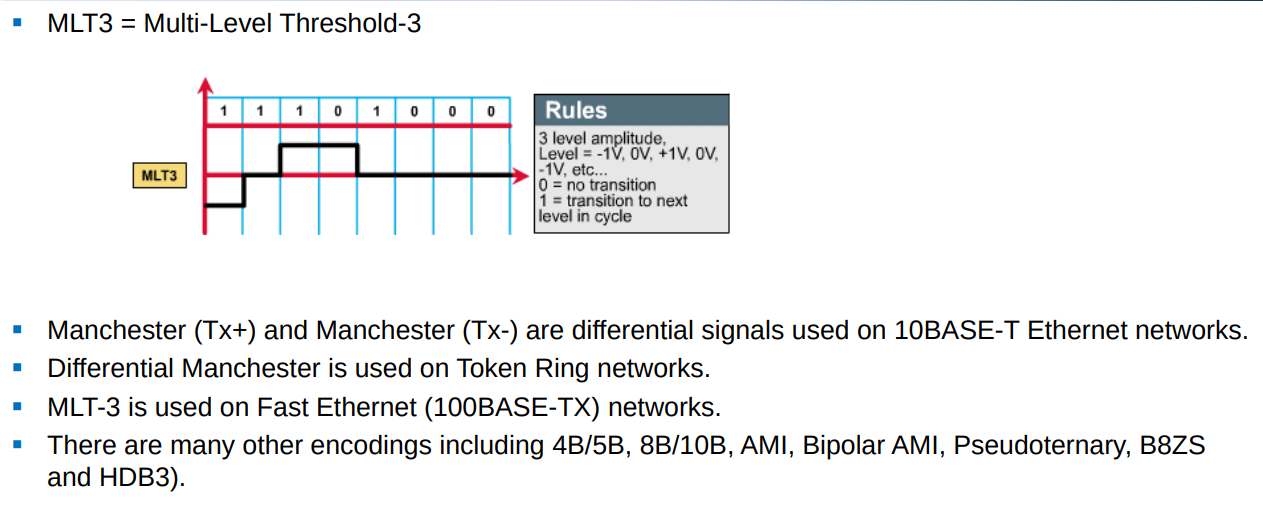 MLT3 = Multi-Level Threshold-3
1 1 1 0 1 0 0 0
MLT3
Rules
3 level amplitude,
Level = -1V, 0V, +1V, 0V,
-1V, etc...
0 = no transition
1 = transition to next
level in cycle
Manchester (Tx+) and Manchester (Tx-) are differential signals used on 10BASE-T Ethernet networks.
Differential Manchester is used on Token Ring networks.
MLT-3 is used on Fast Ethernet (100BASE-TX) networks.
There are many other encodings including 4B/5B, 8B/10B, AMI, Bipolar AMI, Pseudoternary, B8ZS
and HDB3).